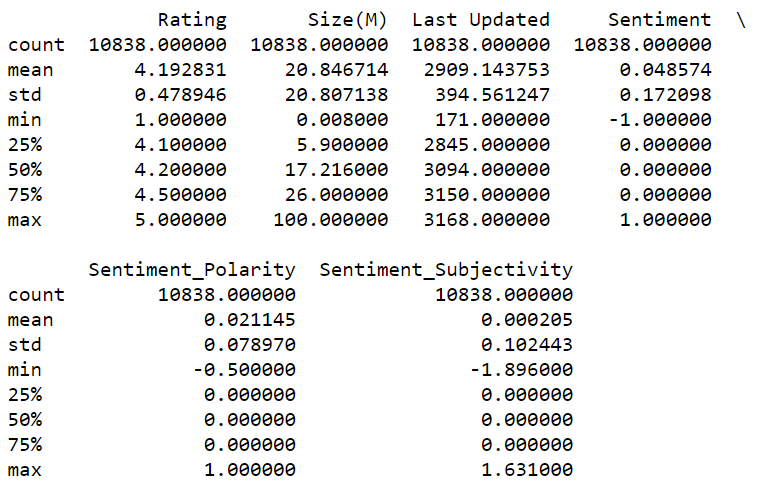 Rating Size(M) Last Updated Sentiment \
count 10838.000000 10838.000000 10838.000000 10838.000000
mean 4.192831 20.846714 2909.143753 0.048574
std 0.478946 20.807138 394.561247 0.172098
min 1.000000 0.008000 171.000000 -1.000000
25% 4.100000 5.900000 2845.000000 0.000000
50% 4.200000 17.216000 3094.000000 0.000000
75% 4.500000 26.000000 3150.000000 0.000000
max 5.000000 100.000000 3168.000000 1.000000
Sentiment_Polarity Sentiment_Subjectivity
count 10838.000000 10838.000000
mean 0.021145 0.000205
std 0.078970 0.102443
min -0.500000 -1.896000
25% 0.000000 0.000000
50% 0.000000 0.000000
75% 0.000000 0.000000
max 1.000000 1.631000